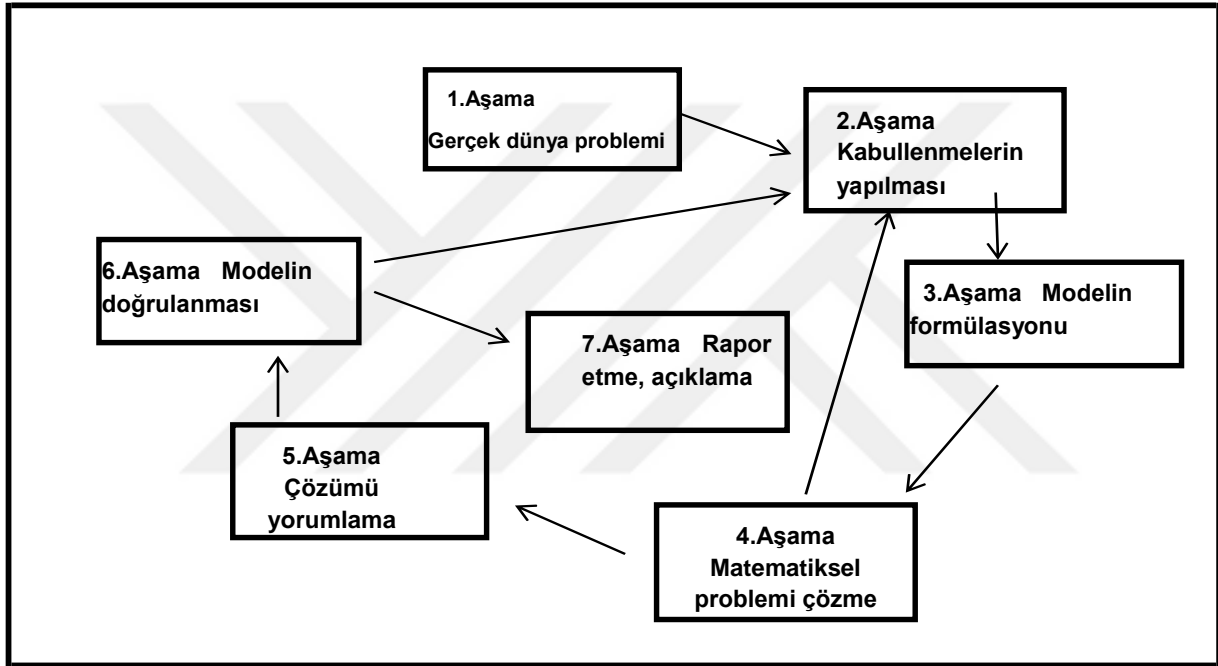 1.Aşama
Gerçek dünya problemi
2.Aşama
Kabullenmelerin
yapılması
3.Aşama Modelin
formülasyonu
4.Aşama
Matematiksel
problemi çözme
5.Aşama
Çözümü
yorumlama
6.Aşama Modelin
doğrulanması
7.Aşama Rapor
etme, açıklama